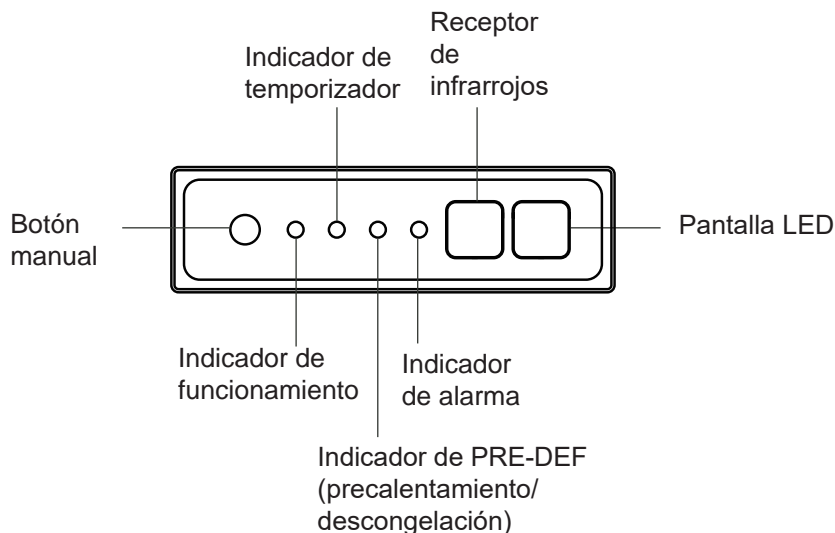 Receptor
de
infrarrojos
Indicador de
temporizador
Botón
manual
Pantalla LED
Indicador de
funcionamiento
Indicador
de alarma
Indicador de PRE-DEF
(precalentamiento/
descongelación)